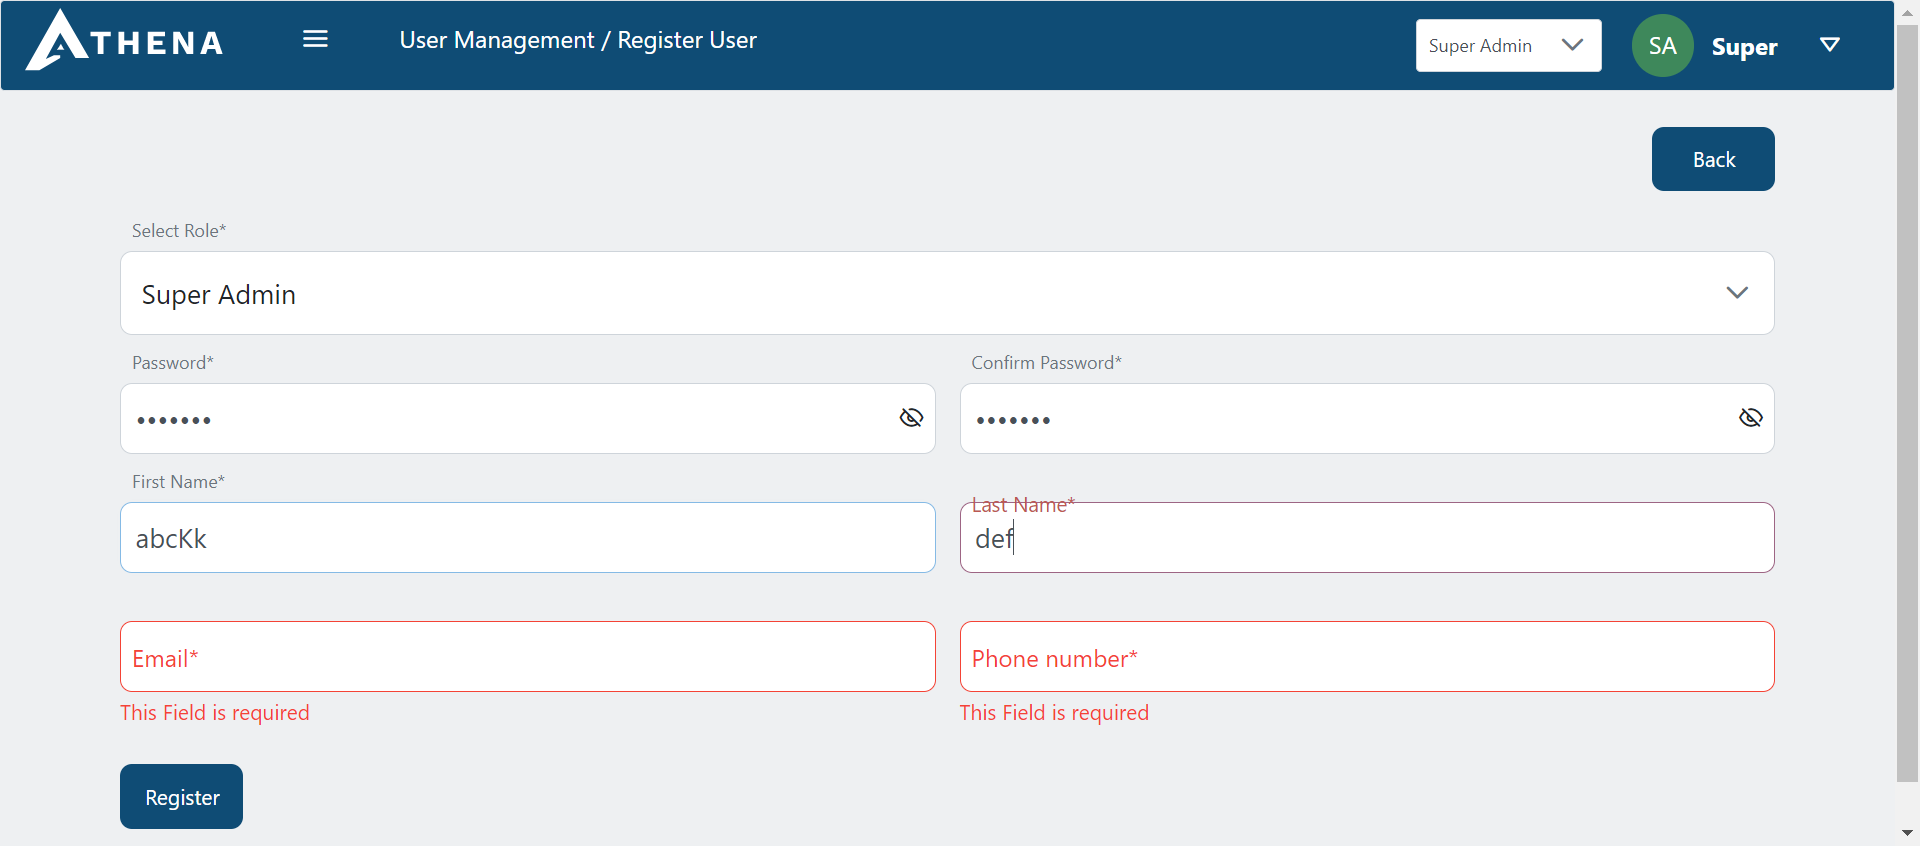 ATHENA
User Management / Register User
Super Admin
SA
Super
Back
Select Role*
Super Admin
Password*
Confirm Password*
•••••••
•••••••
First Name*
Last Name*
abcKk
def
Email*
Phone number*
This Field is required
This Field is required
Register